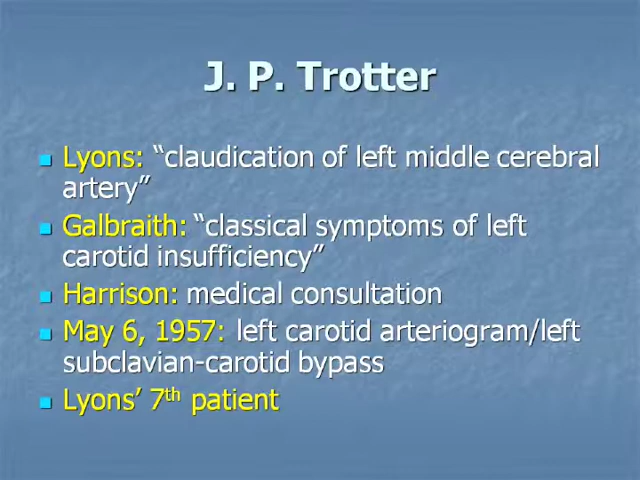 J. P. Trotter
Lyons: “claudication of left middle cerebral
artery”
Galbraith: “classical symptoms of left
carotid insufficiency”
Harrison: medical consultation
May 6, 1957: left carotid arteriogram/left
subclavian-carotid bypass
Lyons’ 7th patient